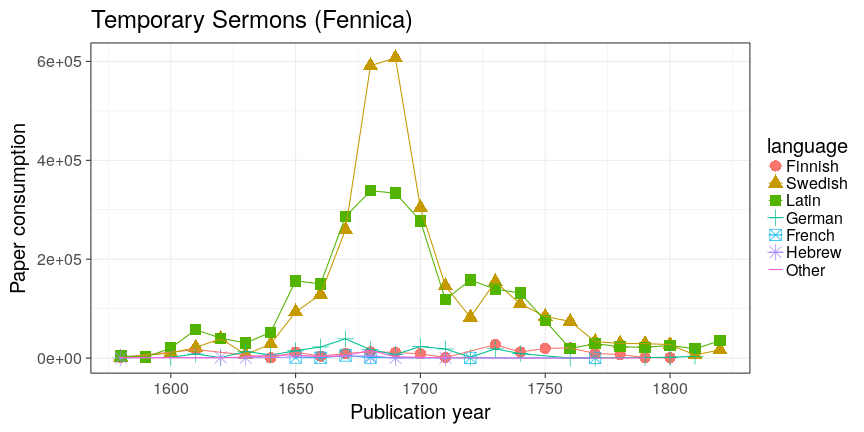 Temporary Sermons (Fennica)
6e+05
4e+05
2e+05
0e+00
Paper consumption
1600
1650
1700
1750
1800
Publication year
language
Finnish
Swedish
Latin
German
French
Hebrew
Other